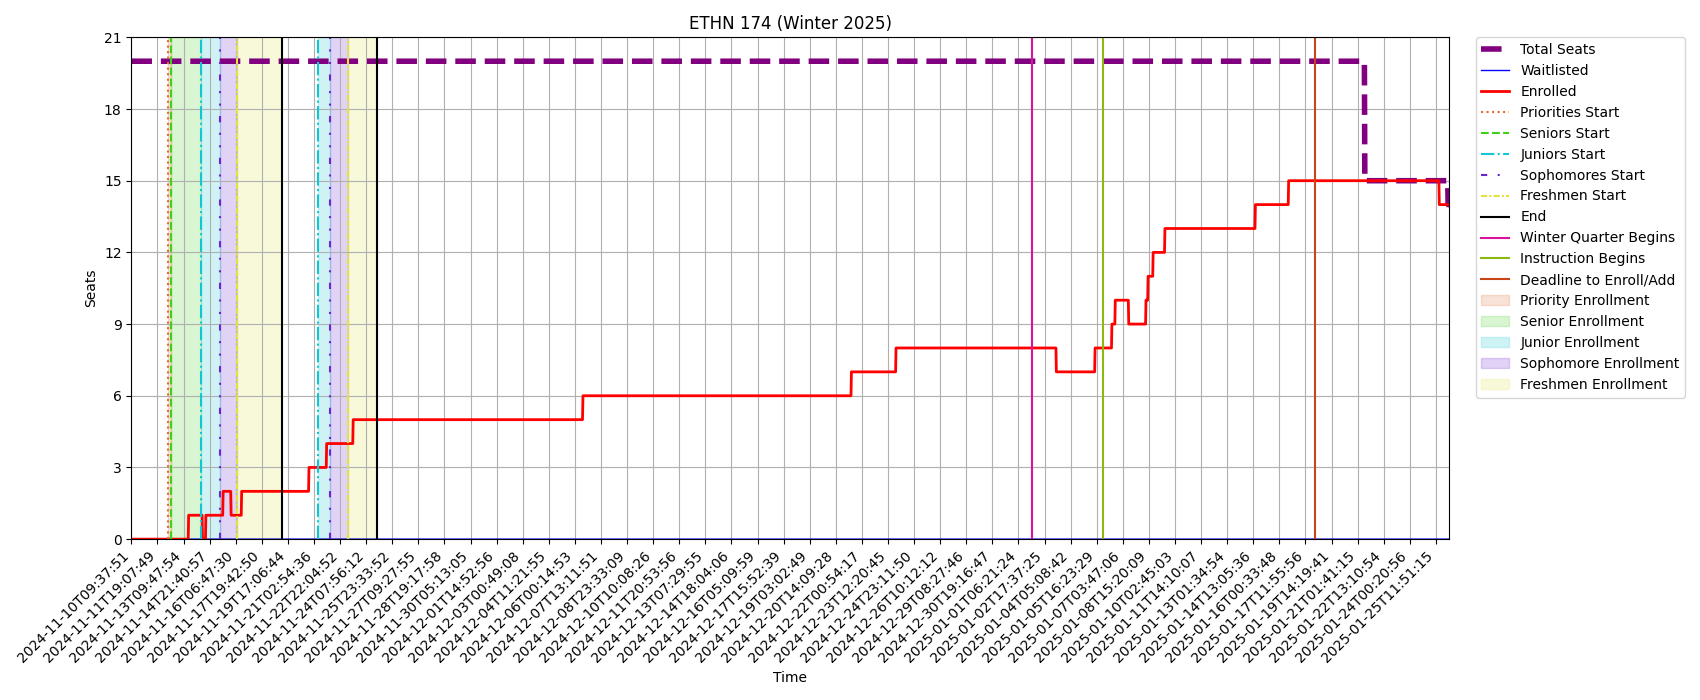 ETHN 174 (Winter 2025)
21
18
15
12
9
6
3
0
Seats
2024-11-10T09:37:51
2024-11-11T19:07:49
2024-11-13T09:47:54
2024-11-14T21:40:57
2024-11-16T06:47:30
2024-11-17T19:42:50
2024-11-19T17:06:44
2024-11-21T02:54:36
2024-11-22T22:04:52
2024-11-24T07:56:12
2024-11-25T23:33:52
2024-11-27T09:27:55
2024-11-28T19:17:58
2024-11-30T05:13:05
2024-12-01T14:52:56
2024-12-03T00:49:08
2024-12-04T11:21:55
2024-12-06T00:14:53
2024-12-07T13:11:51
2024-12-08T23:33:09
2024-12-10T10:08:26
2024-12-11T20:53:56
2024-12-13T07:29:55
2024-12-14T18:04:06
2024-12-16T05:09:59
2024-12-17T15:52:39
2024-12-19T03:02:49
2024-12-20T14:09:28
2024-12-22T00:54:17
2024-12-23T12:20:45
2024-12-24T23:11:50
2024-12-26T10:12:12
2024-12-29T08:27:46
2024-12-30T19:16:47
2025-01-01T06:21:24
2025-01-02T17:37:25
2025-01-04T05:08:42
2025-01-05T16:23:29
2025-01-07T03:47:06
2025-01-08T15:20:09
2025-01-10T02:45:03
2025-01-11T14:10:07
2025-01-13T01:34:54
2025-01-14T13:05:36
2025-01-16T00:33:48
2025-01-17T11:55:56
2025-01-19T14:19:41
2025-01-21T01:41:15
2025-01-22T13:10:54
2025-01-24T00:20:56
2025-01-25T11:51:15
Time
Total Seats
Waitlisted
Enrolled
Priorities Start
Seniors Start
Juniors Start
Sophomores Start
Freshmen Start
End
Winter Quarter Begins
Instruction Begins
Deadline to Enroll/Add
Priority Enrollment
Senior Enrollment
Junior Enrollment
Sophomore Enrollment
Freshmen Enrollment